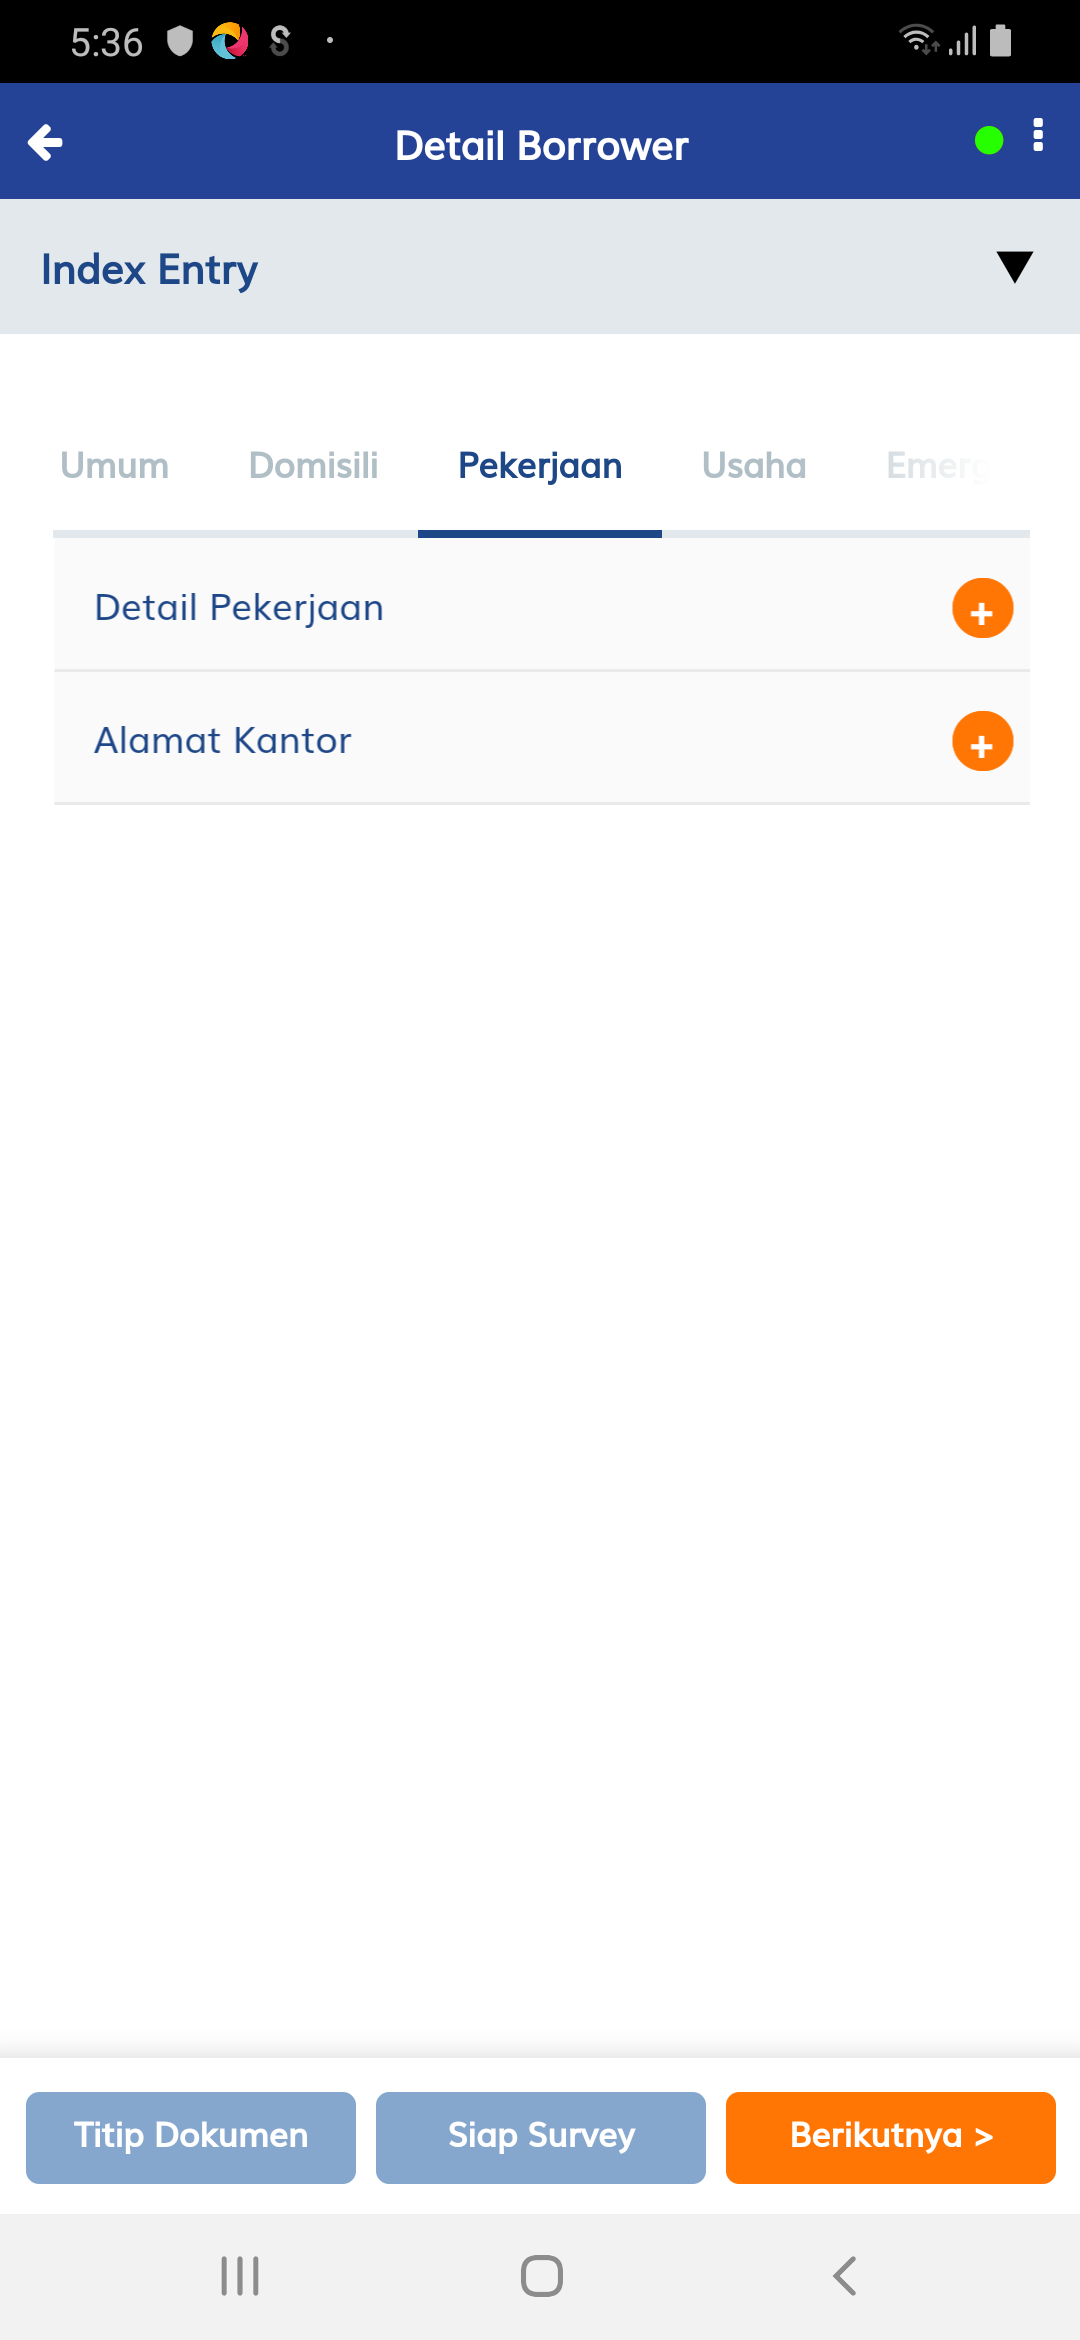 5:36
Detail Borrower
Index Entry
Umum Domisili Pekerjaan Usaha Emerg
Detail Pekerjaan
+
Alamat Kantor
+
Titip Dokumen Siap Survey Berikutnya >